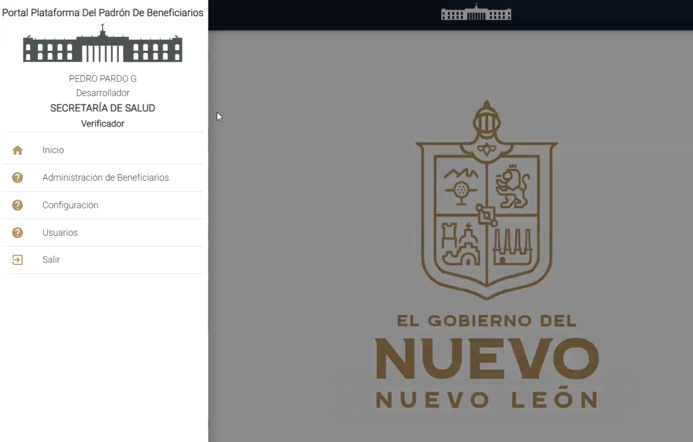 Portal Plataforma Del Padrón De Beneficiarios
PEDRO PARDO G
Desarrollador
SECRETARÍA DE SALUD
Verificador
Inicio
Administración de Beneficiarios
Configuración
Usuarios
Salir
EL GOBIERNO DEL
NUEVO
NUEVO LEÓN